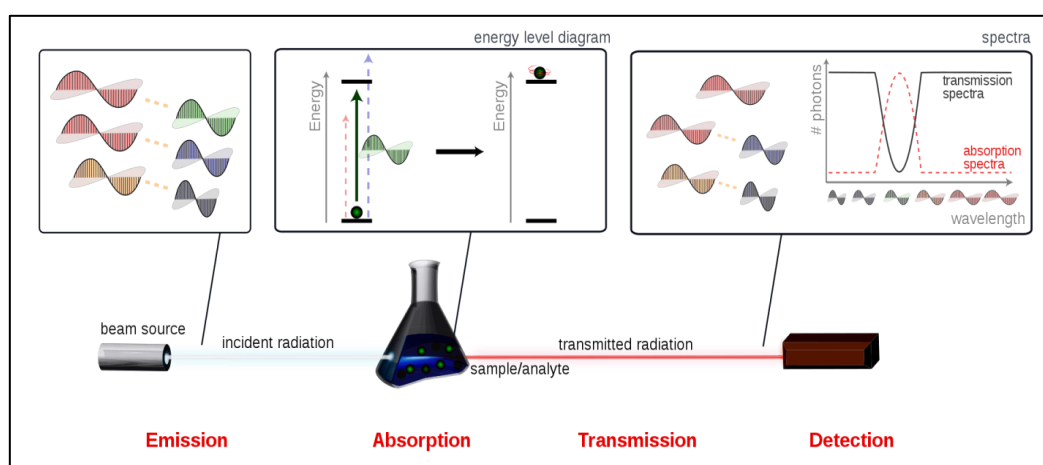 energy level diagram
spectra
Energy
Energy
# photons
transmission
spectra
absorption
spectra
wavelength
beam source
incident radiation
transmitted radiation
sample/analyte
Emission
Absorption
Transmission
Detection